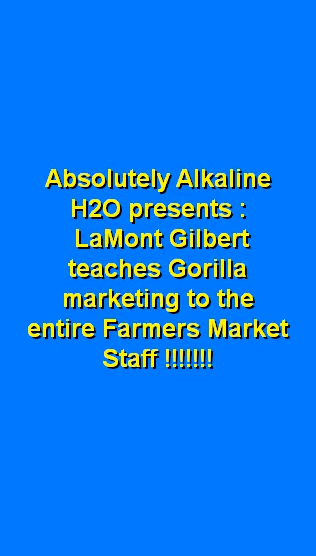 Absolutely Alkaline
H2O presents :
LaMont Gilbert
teaches Gorilla
marketing to the
entire Farmers Market
Staff !!!!!!!